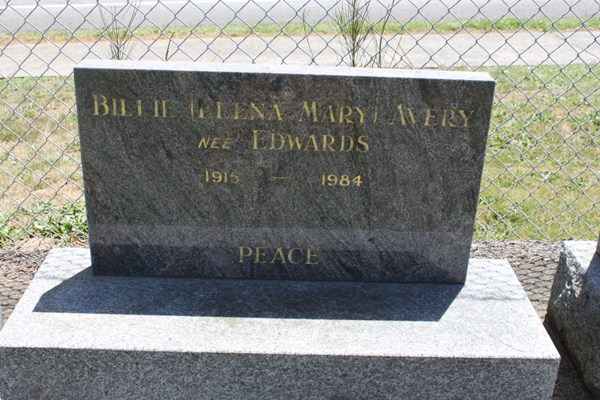 BILLIE (ELENA MARY) AVERY
NEE EDWARDS
1915 — 1984
PEACE